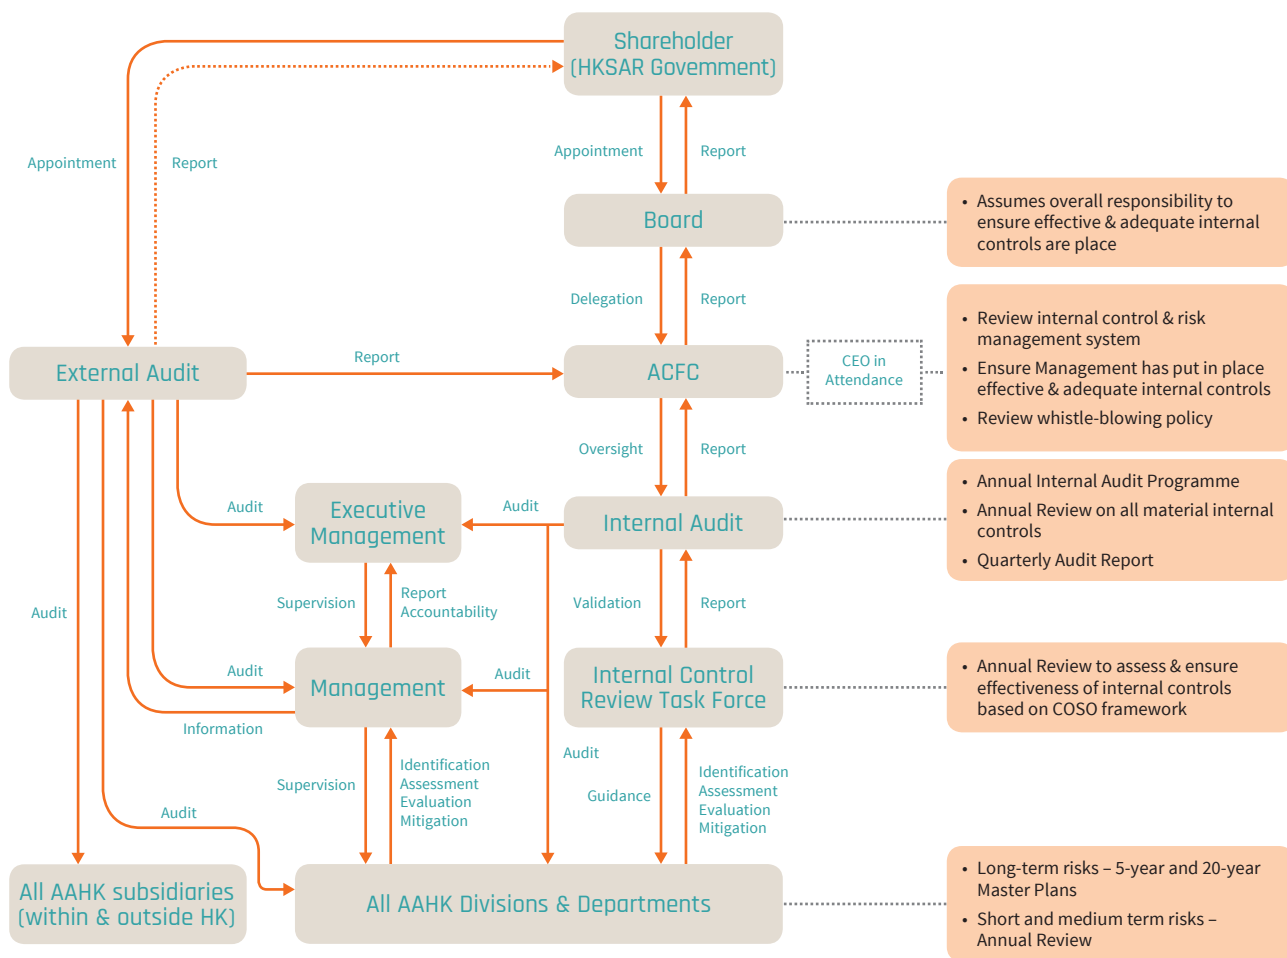 Shareholder
(HKSAR Government)
Appointment
Report
Appointment
Report
Board
• Assumes overall responsibility to
ensure effective & adequate internal
controls are place
Delegation
Report
External Audit
Report
ACFC
CEO in
Attendance
• Review internal control & risk
management system
• Ensure Management has put in place
effective & adequate internal controls
• Review whistle-blowing policy
Oversight
Report
Audit
Executive
Management
Audit
Internal Audit
• Annual Internal Audit Programme
• Annual Review on all material internal
controls
• Quarterly Audit Report
Audit
Supervision
Report
Accountability
Validation
Report
Audit
Management
Audit
Internal Control
Review Task Force
• Annual Review to assess & ensure
effectiveness of internal controls
based on COSO framework
Information
Supervision
Identification
Assessment
Evaluation
Mitigation
Audit
Guidance
Identification
Assessment
Evaluation
Mitigation
Audit
All AAHK subsidiaries
(within & outside HK)
All AAHK Divisions & Departments
• Long-term risks – 5-year and 20-year
Master Plans
• Short and medium term risks –
Annual Review